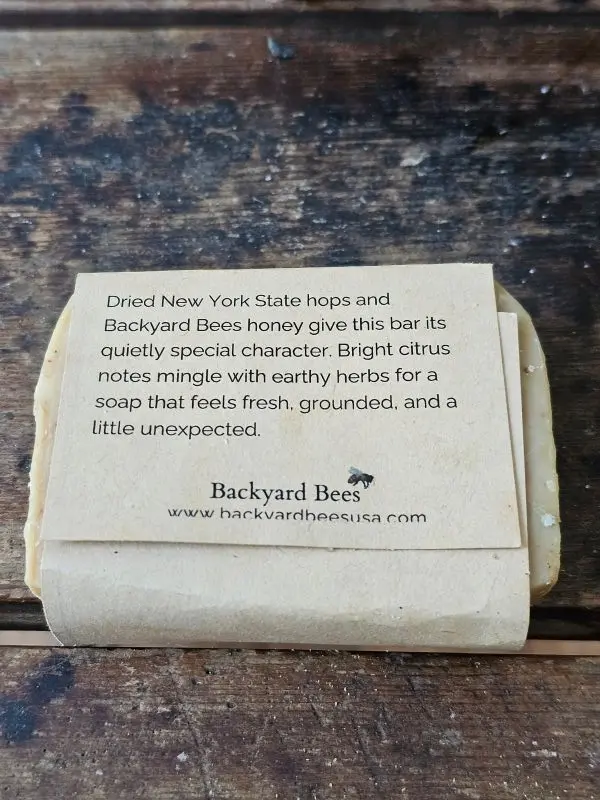 Dried New York State hops and
Backyard Bees honey give this bar its
quietly special character. Bright citrus
notes mingle with earthy herbs for a
soap that feels fresh, grounded, and a
little unexpected.
Backyard Bees
www.backyardbeesusa.com